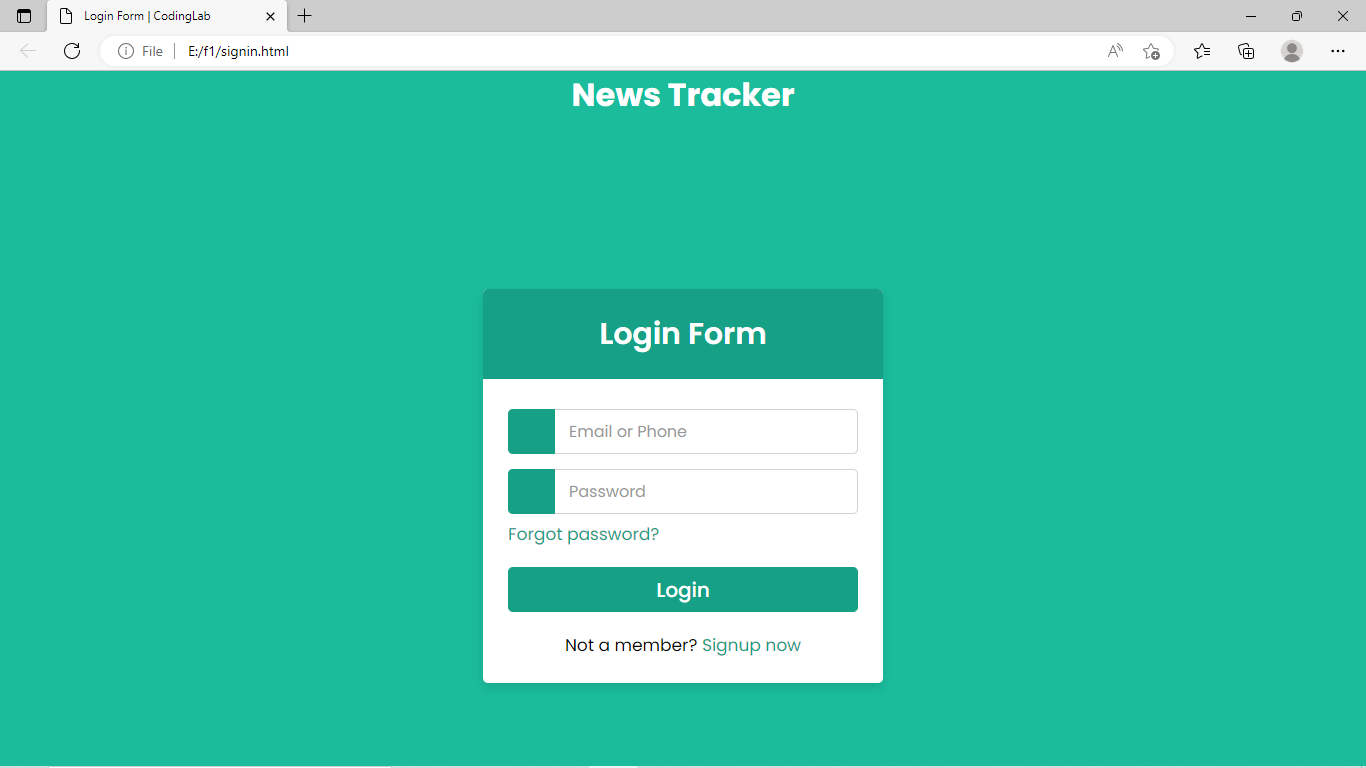 Login Form | CodingLab
File E:/f1/signin.html
News Tracker
Login Form
Email or Phone
Password
Forgot password?
Login
Not a member? Signup now